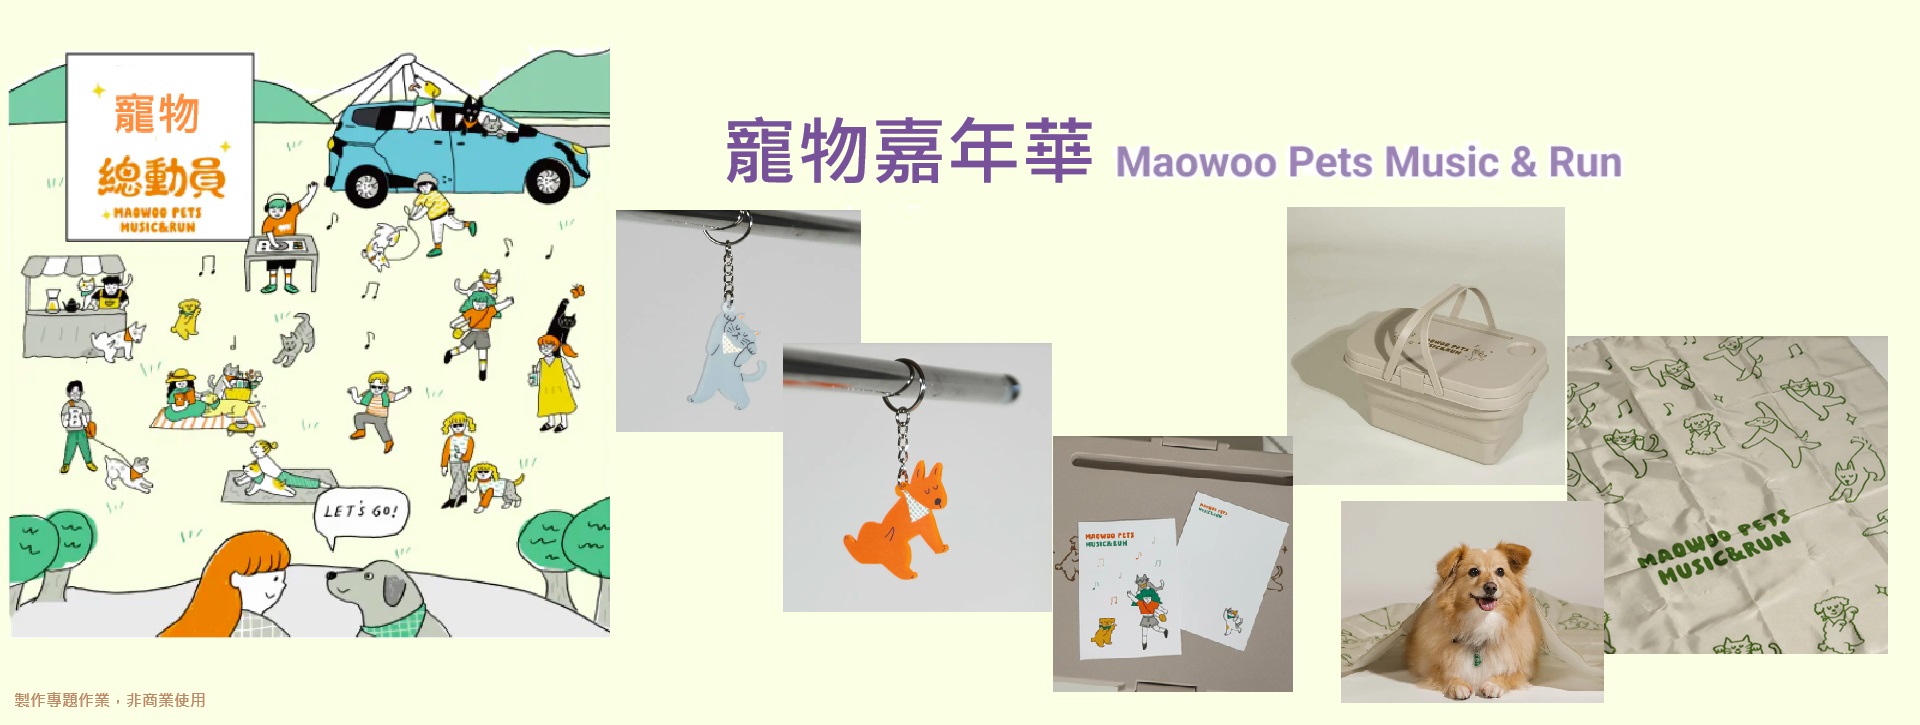 寵物
總動員
MAOWOO PETS
MUSIC&RUN
LET'S GO!
寵物嘉年華 Maowoo Pets Music & Run
MAOWOO PETS
MUSIC&RUN
MAOWOO PETS
MUSIC&RUN
MAOWOO PETS
MUSIC&RUN
MAOWOO PETS
MUSIC&RUN
製作專題作業，非商業使用